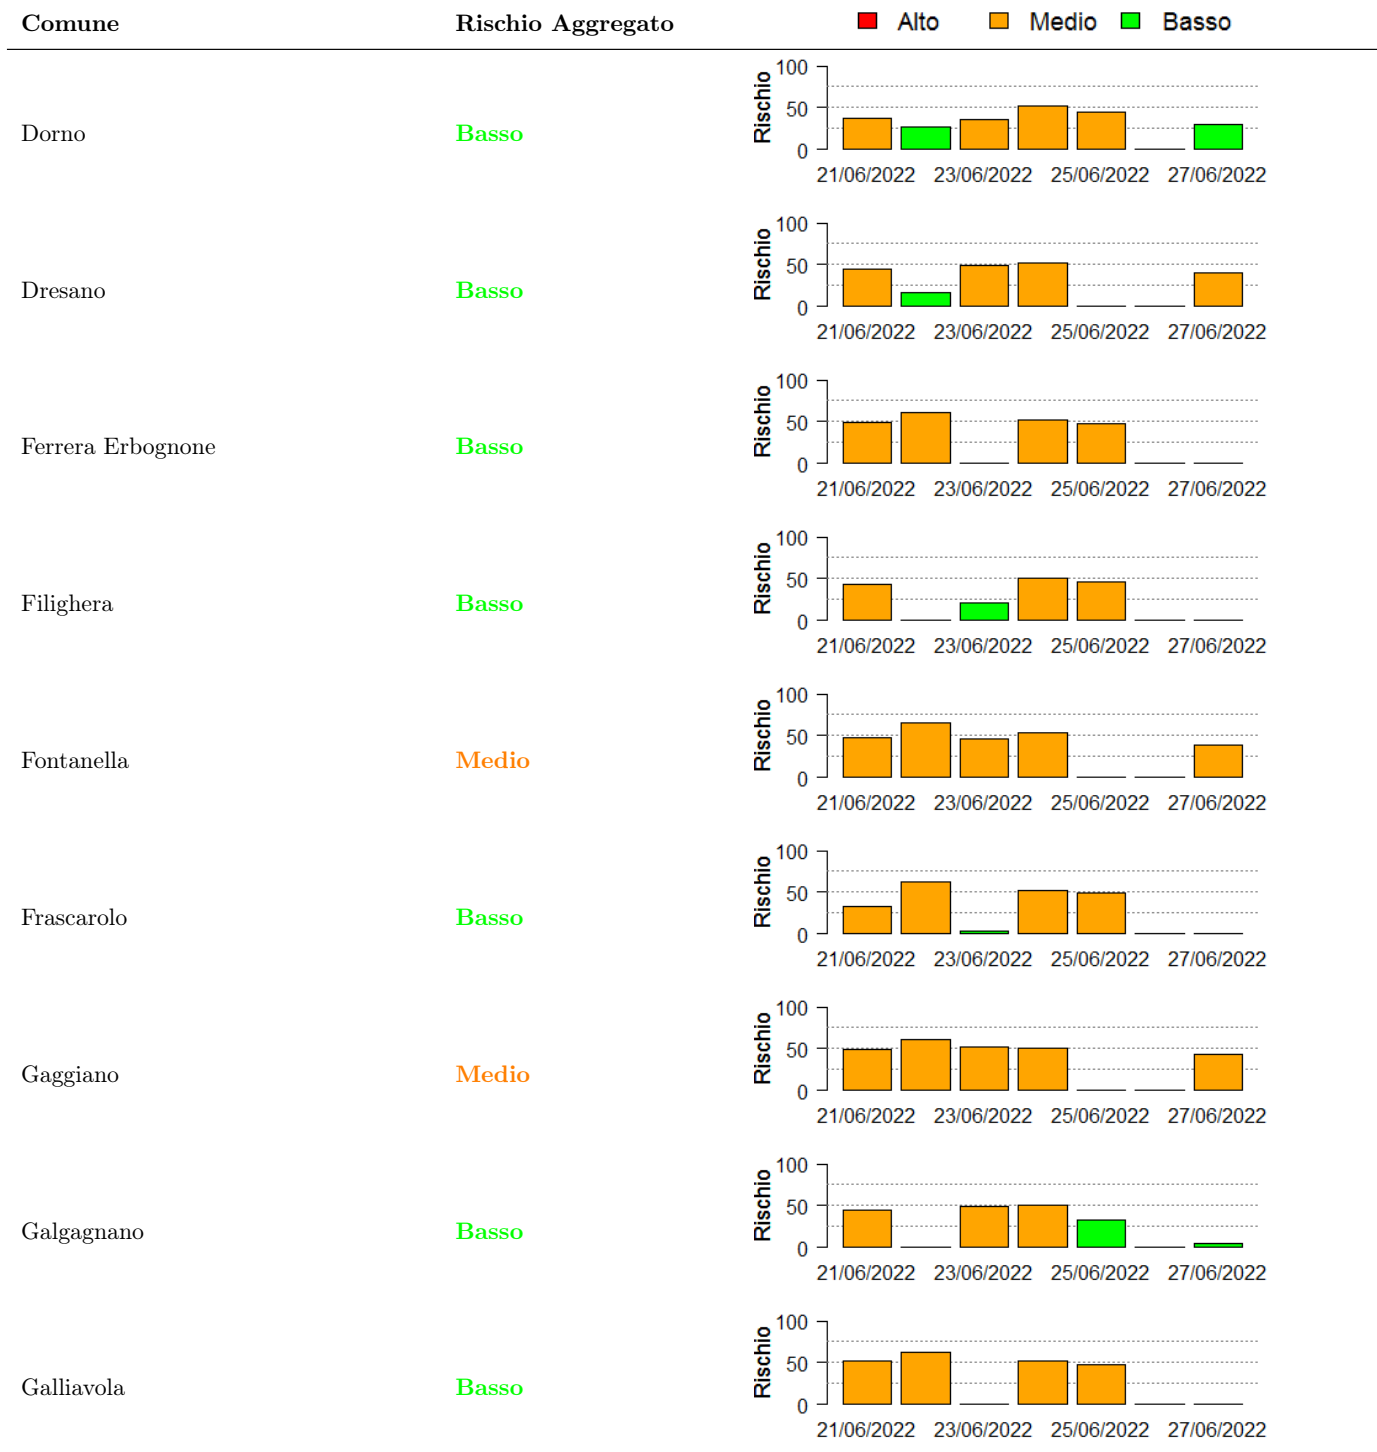 Comune Rischio Aggregato Alto Medio Basso
Dorno Basso Rischio 100 50 0
21/06/2022 23/06/2022 25/06/2022 27/06/2022
Dresano Basso Rischio 100 50 0
21/06/2022 23/06/2022 25/06/2022 27/06/2022
Ferrera Erbognone Basso Rischio 100 50 0
21/06/2022 23/06/2022 25/06/2022 27/06/2022
Filighera Basso Rischio 100 50 0
21/06/2022 23/06/2022 25/06/2022 27/06/2022
Fontanella Medio Rischio 100 50 0
21/06/2022 23/06/2022 25/06/2022 27/06/2022
Frascarolo Basso Rischio 100 50 0
21/06/2022 23/06/2022 25/06/2022 27/06/2022
Gaggiano Medio Rischio 100 50 0
21/06/2022 23/06/2022 25/06/2022 27/06/2022
Galgagnano Basso Rischio 100 50 0
21/06/2022 23/06/2022 25/06/2022 27/06/2022
Galliavola Basso Rischio 100 50 0
21/06/2022 23/06/2022 25/06/2022 27/06/2022